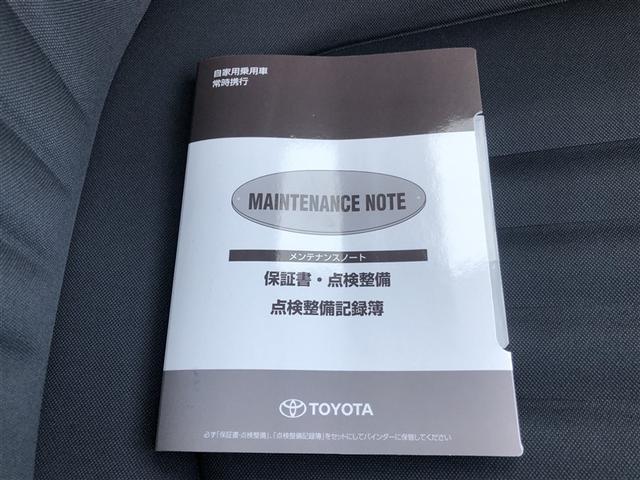 自家用乗用車
常時携行
MAINTENANCE NOTE
メンテナンスノート
保証書・点検整備
点検整備記録簿
TOYOTA
必ず「保証書・点検整備」、「点検整備記録簿」をセットにしてバインダーに保管してください